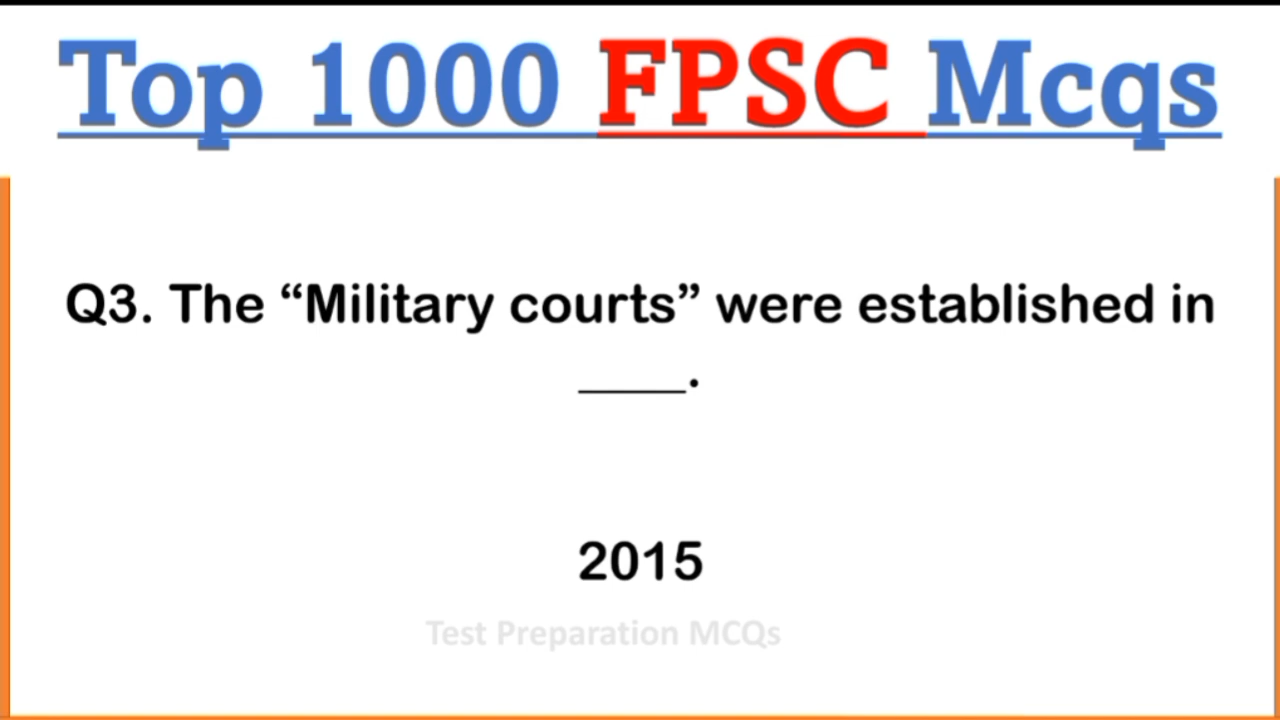 Top 1000 FPSC Mcqs
Q3. The “Military courts” were established in
____.
2015
Test Preparation MCQs